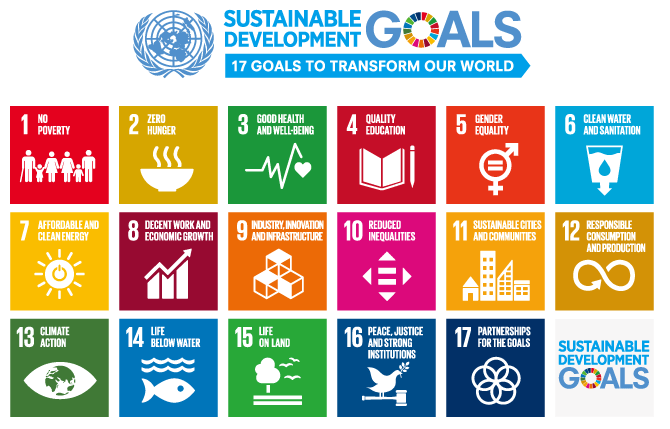 SUSTAINABLE
DEVELOPMENT
GOALS
17 GOALS TO TRANSFORM OUR WORLD
1 NO
POVERTY
2 ZERO
HUNGER
3 GOOD HEALTH
AND WELL-BEING
4 QUALITY
EDUCATION
5 GENDER
EQUALITY
6 CLEAN WATER
AND SANITATION
7 AFFORDABLE AND
CLEAN ENERGY
8 DECENT WORK AND
ECONOMIC GROWTH
9 INDUSTRY, INNOVATION
AND INFRASTRUCTURE
10 REDUCED
INEQUALITIES
11 SUSTAINABLE CITIES
AND COMMUNITIES
12 RESPONSIBLE
CONSUMPTION
AND PRODUCTION
13 CLIMATE
ACTION
14 LIFE
BELOW WATER
15 LIFE
ON LAND
16 PEACE, JUSTICE
AND STRONG
INSTITUTIONS
17 PARTNERSHIPS
FOR THE GOALS
SUSTAINABLE
DEVELOPMENT
GOALS